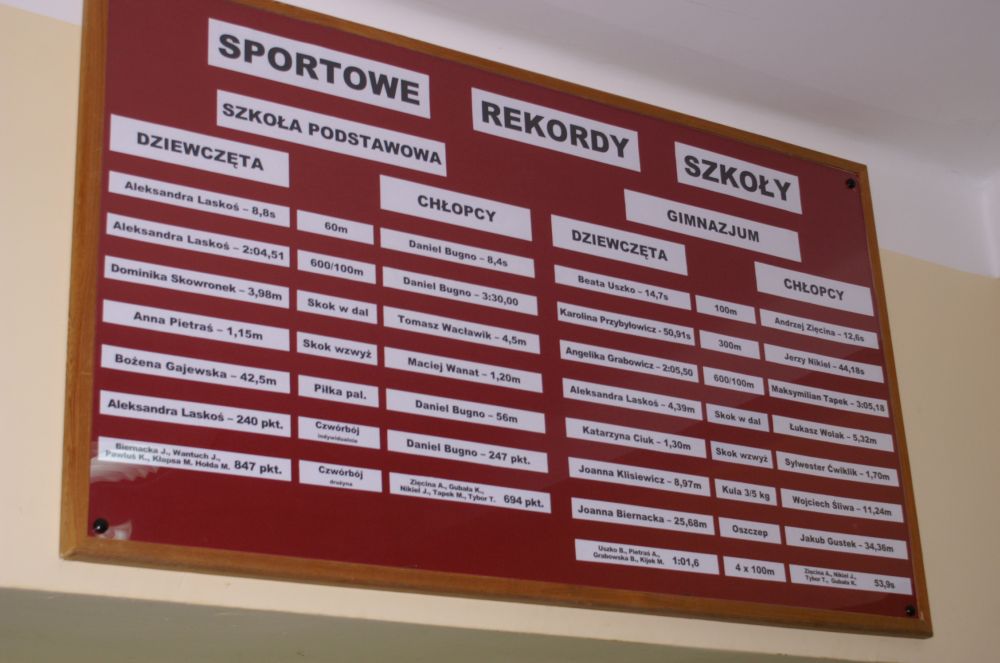 SPORTOWE REKORDY SZKOŁY
SZKOŁA PODSTAWOWA
DZIEWCZĘTA CHŁOPCY
Aleksandra Laskoś – 8,8s 60m Daniel Bugno – 8,4s
Aleksandra Laskoś – 2:04,51 600/100m Daniel Bugno – 3:30,00
Dominika Skowronek – 3,98m Skok w dal Tomasz Wacławik – 4,5m
Anna Pietraś – 1,15m Skok wzwyż Maciej Wanat – 1,20m
Bożena Gajewska – 42,5m Piłka pal. Daniel Bugno – 56m
Aleksandra Laskoś – 240 pkt. Czwórbój indywidualnie Daniel Bugno – 247 pkt.
Biernacka J., Wantuch J.,
Pawluś K., Klapsa M. Hołda M. 847 pkt. Czwórbój drużyna Zięcina A., Gubała K.,
Nikiel J., Tapek M., Tybor T. 694 pkt.
GIMNAZJUM
DZIEWCZĘTA CHŁOPCY
Beata Uszko – 14,7s 100m Andrzej Zięcina – 12,6s
Karolina Przybyłowicz - 50,91s 300m Jerzy Nikiel – 44,18s
Angelika Grabowicz – 2:05,50 600/100m Maksymilian Tapek – 3:05,18
Aleksandra Laskoś – 4,39m Skok w dal Łukasz Wolak – 5,32m
Katarzyna Ciuk – 1,30m Skok wzwyż Sylwester Ćwiklik – 1,70m
Joanna Klisiewicz – 8,97m Kula 3/5 kg Wojciech Śliwa – 11,24m
Joanna Biernacka – 25,68m Oszczep Jakub Gustek – 34,36m
Uszko B., Pietraś A.,
Grabowska B., Kijek M. 1:01,6 4 x 100m Zięcina A., Nikiel J.,
Tybor T., Gubała K. 53,9s